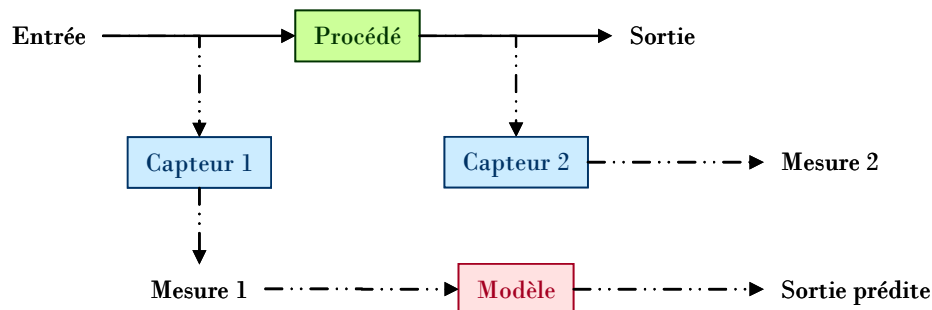 Entrée
Procédé
Sortie
Capteur 1
Capteur 2
Mesure 2
Mesure 1
Modèle
Sortie prédite